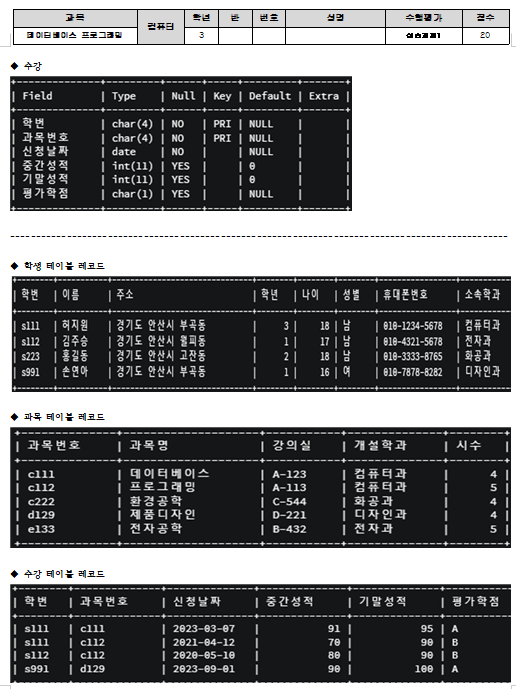 과목 컴퓨터 학년 반 번호 성명 수행평가 점수
데이터베이스 프로그래밍 3 실습과제1 20
◆ 수강
Field Type Null Key Default Extra
학번 char(4) NO PRI NULL
과목번호 char(4) NO PRI NULL
신청날짜 date NO NULL
중간성적 int(11) YES 0
기말성적 int(11) YES 0
평가학점 char(1) YES NULL
◆ 학생 테이블 레코드
학번 이름 주소 학년 나이 성별 휴대폰번호 소속학과
s111 허지원 경기도 안산시 부곡동 3 18 남 010-1234-5678 컴퓨터과
s112 김주승 경기도 안산시 월피동 1 17 남 010-4321-5678 전자과
s223 홍길동 경기도 안산시 고잔동 2 18 남 010-3333-8765 화공과
s991 손연아 경기도 안산시 부곡동 1 16 여 010-7878-8282 디자인과
◆ 과목 테이블 레코드
과목번호 과목명 강의실 개설학과 시수
c111 데이터베이스 A-123 컴퓨터과 4
c112 프로그래밍 A-113 컴퓨터과 5
c222 환경공학 C-544 화공과 4
d129 제품디자인 D-221 디자인과 4
e133 전자공학 B-432 전자과 5
◆ 수강 테이블 레코드
학번 과목번호 신청날짜 중간성적 기말성적 평가학점
s111 c111 2023-03-07 91 95 A
s111 c112 2021-04-12 70 90 B
s112 c112 2020-05-10 80 90 B
s991 d129 2023-09-01 90 100 A